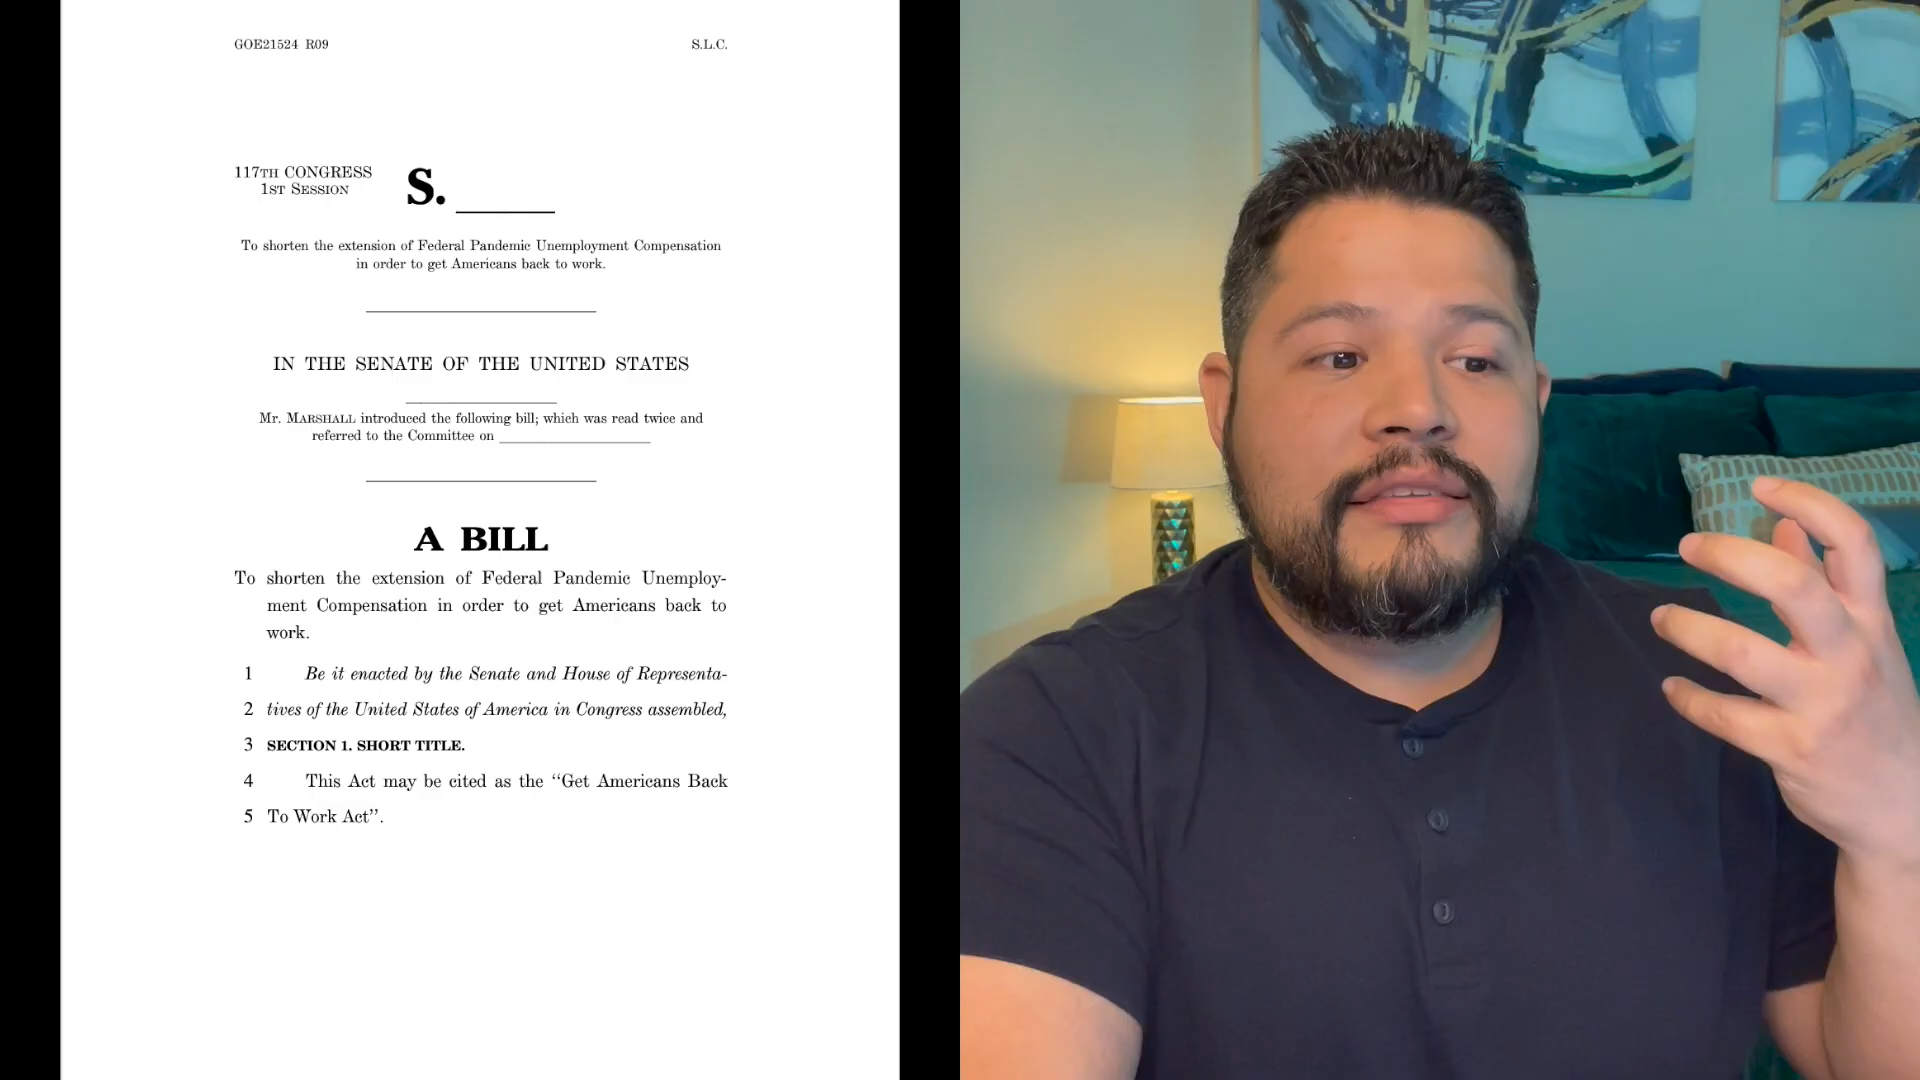 GOE21524 R09 S.L.C.
117TH CONGRESS
1ST SESSION
S.
To shorten the extension of Federal Pandemic Unemployment Compensation
in order to get Americans back to work.
IN THE SENATE OF THE UNITED STATES
Mr. MARSHALL introduced the following bill; which was read twice and
referred to the Committee on
A BILL
To shorten the extension of Federal Pandemic Unemploy-
ment Compensation in order to get Americans back to
work.
1 Be it enacted by the Senate and House of Representa-
2 tives of the United States of America in Congress assembled,
3 SECTION 1. SHORT TITLE.
4 This Act may be cited as the ‘‘Get Americans Back
5 To Work Act’’.